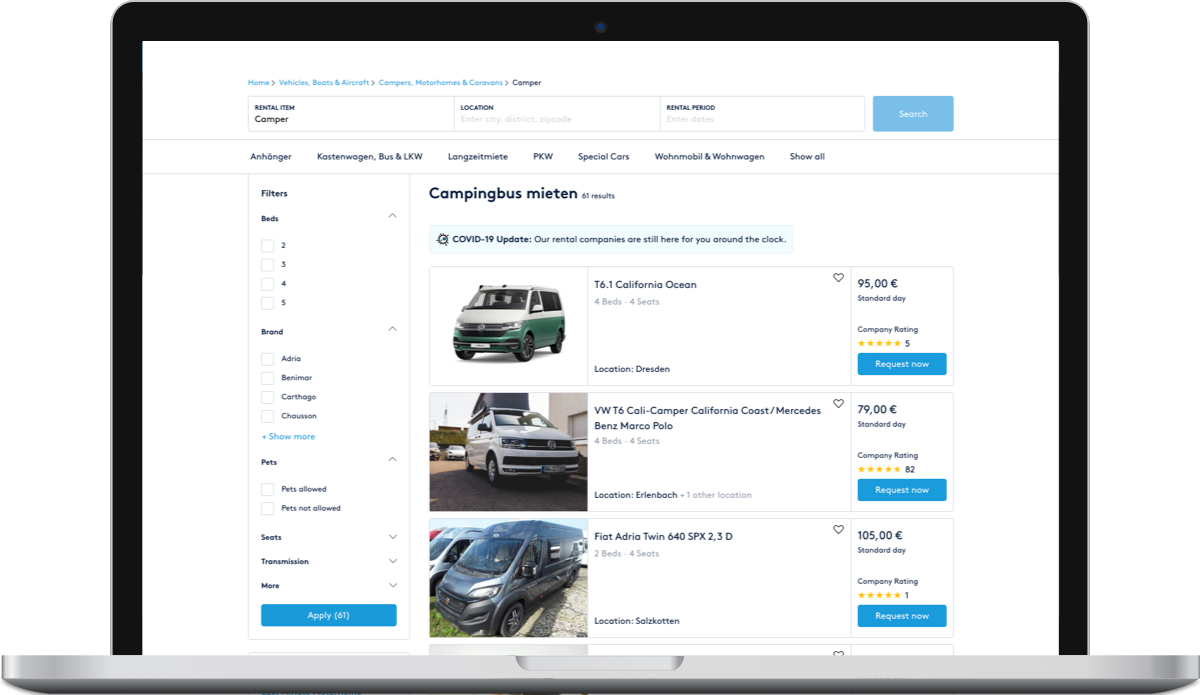 Home > Vehicles, Boats & Aircraft > Campers, Motorhomes & Caravans > Camper
RENTAL ITEM
Camper
LOCATION
Enter city, district, zipcode
RENTAL PERIOD
Enter dates
Search
Anhänger Kastenwagen, Bus & LKW Langzeitmiete PKW Special Cars Wohnmobil & Wohnwagen Show all
Filters
Beds
2
3
4
5
Brand
Adria
Benimar
Carthago
Chausson
+ Show more
Pets
Pets allowed
Pets not allowed
Seats
Transmission
More
Apply (61)
Campingbus mieten 61 results
COVID-19 Update: Our rental companies are still here for you around the clock.
T6.1 California Ocean
4 Beds · 4 Seats
Location: Dresden
95,00 €
Standard day
Company Rating
5
Request now
VW T6 Cali-Camper California Coast / Mercedes
Benz Marco Polo
4 Beds · 4 Seats
Location: Erlenbach + 1 other location
79,00 €
Standard day
Company Rating
82
Request now
Fiat Adria Twin 640 SPX 2,3 D
2 Beds · 4 Seats
Location: Salzkotten
105,00 €
Standard day
Company Rating
1
Request now